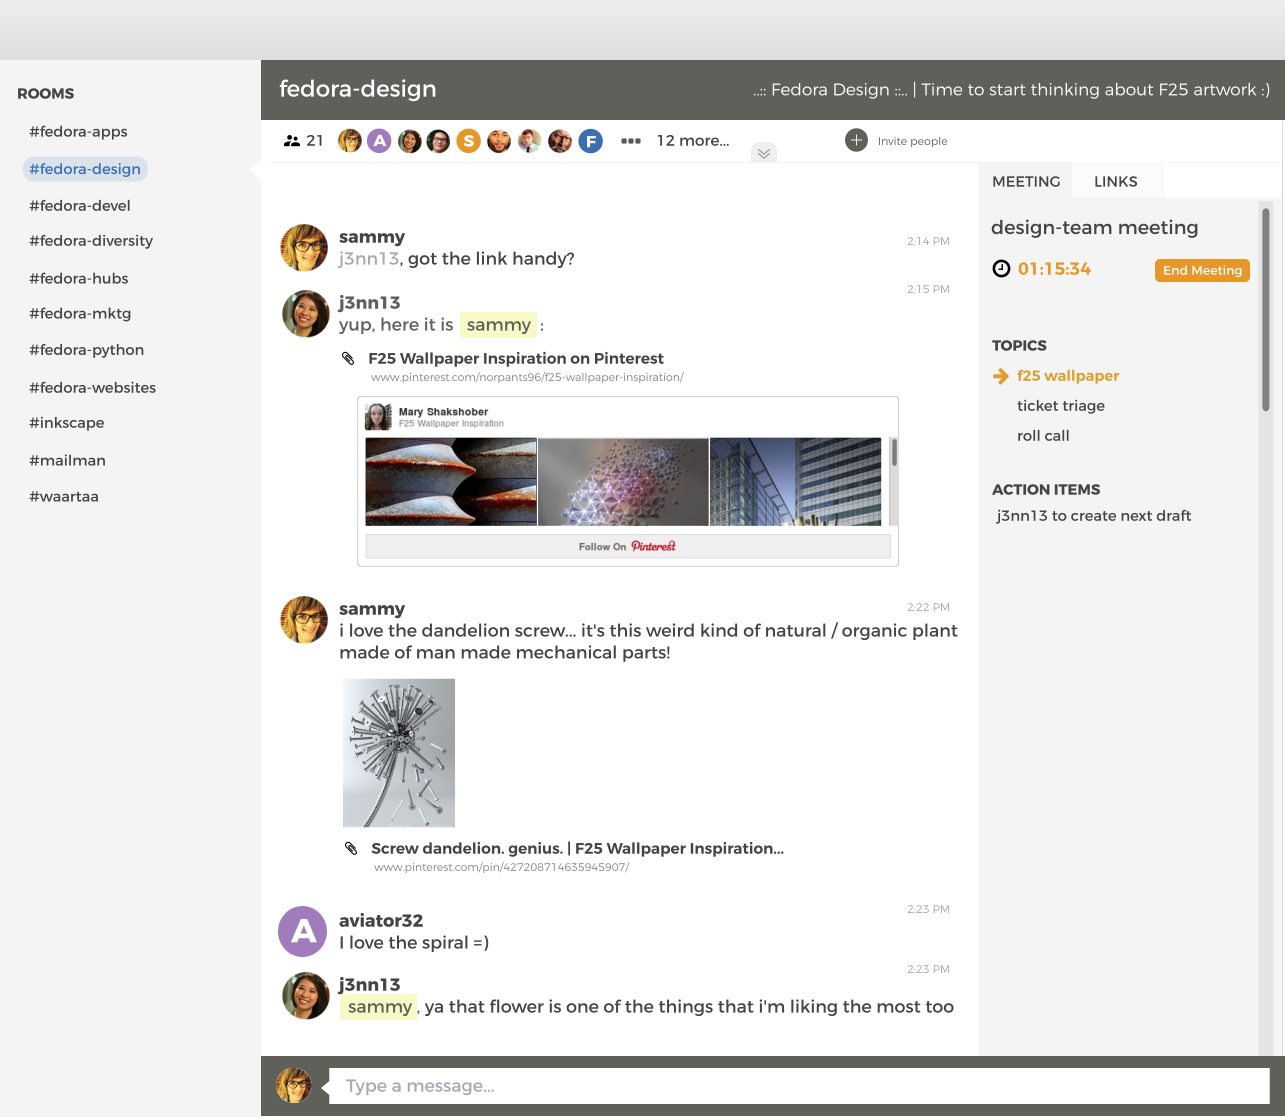 ROOMS
#fedora-apps
#fedora-design
#fedora-devel
#fedora-diversity
#fedora-hubs
#fedora-mktg
#fedora-python
#fedora-websites
#inkscape
#mailman
#waartaa
fedora-design
..:: Fedora Design ::.. | Time to start thinking about F25 artwork :)
21
A
S
F
12 more...
Invite people
sammy
2:14 PM
j3nn13, got the link handy?
2:15 PM
j3nn13
yup, here it is sammy :
F25 Wallpaper Inspiration on Pinterest
www.pinterest.com/norpants96/f25-wallpaper-inspiration/
Mary Shakshober
F25 Wallpaper Inspiration
Follow On Pinterest
sammy
2:22 PM
i love the dandelion screw... it's this weird kind of natural / organic plant
made of man made mechanical parts!
Screw dandelion. genius. | F25 Wallpaper Inspiration...
www.pinterest.com/pin/427208714635945907/
2:23 PM
A
aviator32
I love the spiral =)
2:23 PM
j3nn13
sammy, ya that flower is one of the things that i'm liking the most too
Type a message...
MEETING
LINKS
design-team meeting
01:15:34
End Meeting
TOPICS
f25 wallpaper
ticket triage
roll call
ACTION ITEMS
j3nn13 to create next draft